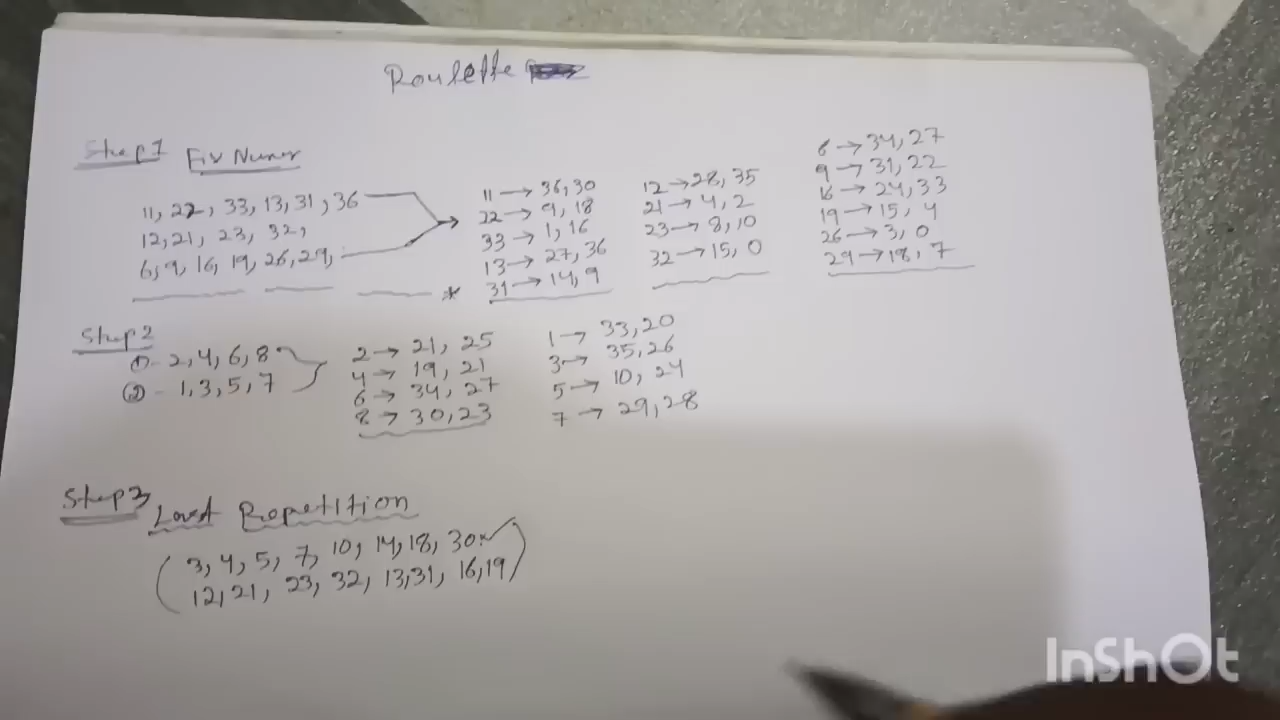 Roulette
Step 1 Fix Numer
11, 22, 33, 13, 31, 36
12, 21, 23, 32,
6, 9, 16, 19, 26, 29,
11 → 36, 30
22 → 9, 18
33 → 1, 16
13 → 27, 36
* 31 → 14, 9
12 → 28, 35
21 → 4, 2
23 → 8, 10
32 → 15, 0
6 → 34, 27
9 → 31, 22
16 → 24, 33
19 → 15, 4
26 → 3, 0
29 → 18, 7
Step 2
① - 2, 4, 6, 8
② - 1, 3, 5, 7
2 → 21, 25
4 → 19, 21
6 → 34, 27
8 → 30, 23
1 → 33, 20
3 → 35, 26
5 → 10, 24
7 → 29, 28
Step 3
Repetition
(3, 4, 5, 7, 10, 14, 18, 30
12, 21, 23, 32, 13, 31, 16, 19)
InShOt